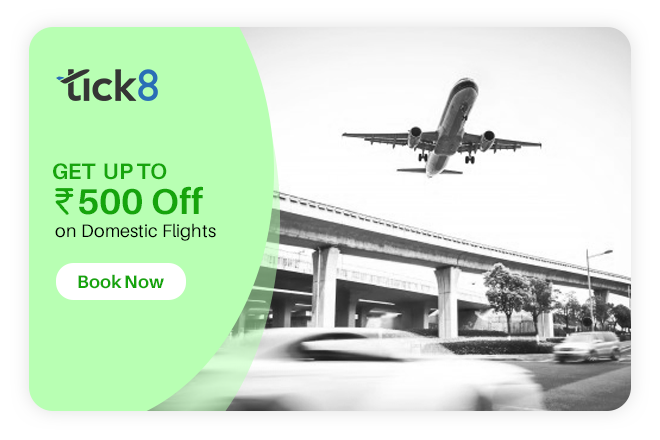 tick8
GET UP TO
₹500 Off
on Domestic Flights
Book Now